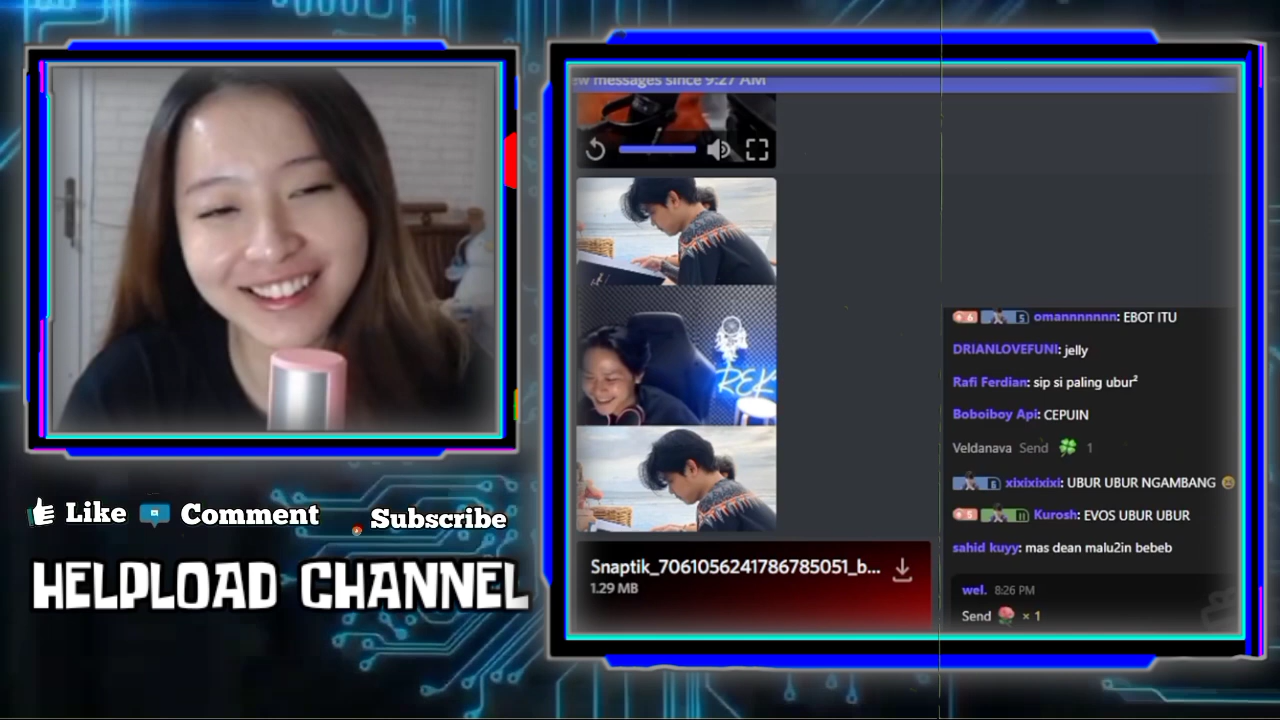 ew messages since 9:27 AM
omannnnnnn: EBOT ITU
DRIANLOVEFUNI: jelly
Rafi Ferdian: sip si paling ubur²
Boboiboy Api: CEPUIN
Veldanava Send 1
xixixixixi: UBUR UBUR NGAMBANG
Kurosh: EVOS UBUR UBUR
sahid kuyy: mas dean malu2in bebeb
wel. 8:26 PM
Send × 1
REK
Snaptik_7061056241786785051_b...
1.29 MB
Like Comment Subscribe
HELPLOAD CHANNEL